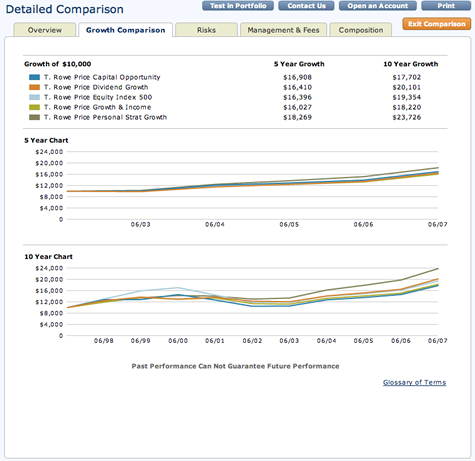 Detailed Comparison
Test in Portfolio Contact Us Open an Account Print
Exit Comparison
Overview Growth Comparison Risks Management & Fees Composition
Growth of $10,000 5 Year Growth 10 Year Growth
T. Rowe Price Capital Opportunity $16,908 $17,702
T. Rowe Price Dividend Growth $16,410 $20,101
T. Rowe Price Equity Index 500 $16,396 $19,354
T. Rowe Price Growth & Income $16,027 $18,220
T. Rowe Price Personal Strat Growth $18,269 $23,726
5 Year Chart
$24,000
$20,000
$16,000
$12,000
$8,000
$4,000
0
06/03 06/04 06/05 06/06 06/07
10 Year Chart
$24,000
$20,000
$16,000
$12,000
$8,000
$4,000
0
06/98 06/99 06/00 06/01 06/02 06/03 06/04 06/05 06/06 06/07
Past Performance Can Not Guarantee Future Performance
Glossary of Terms